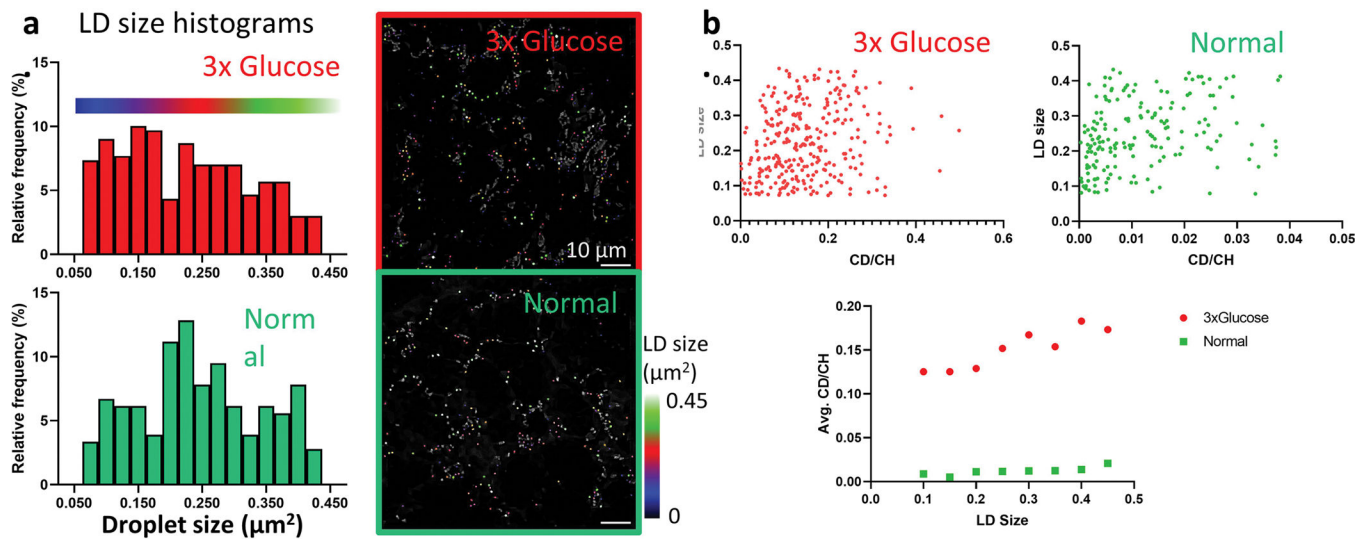 a
LD size histograms
3x Glucose
Relative frequency (%)
15
10
5
0
0.050 0.150 0.250 0.350 0.450
Norm
al
Relative frequency (%)
15
10
5
0
0.050 0.150 0.250 0.350 0.450
Droplet size (μm²)
3x Glucose
10 μm
Normal
LD size
(μm²)
0.45
0
b
3x Glucose
LD size
0.5
0.4
0.3
0.2
0.1
0.0
0.0 0.2 0.4 0.6
CD/CH
Normal
LD size
0.5
0.4
0.3
0.2
0.1
0.0
0.00 0.01 0.02 0.03 0.04 0.05
CD/CH
Avg. CD/CH
0.20
0.15
0.10
0.05
0.00
0.0 0.1 0.2 0.3 0.4 0.5
LD Size
3xGlucose
Normal